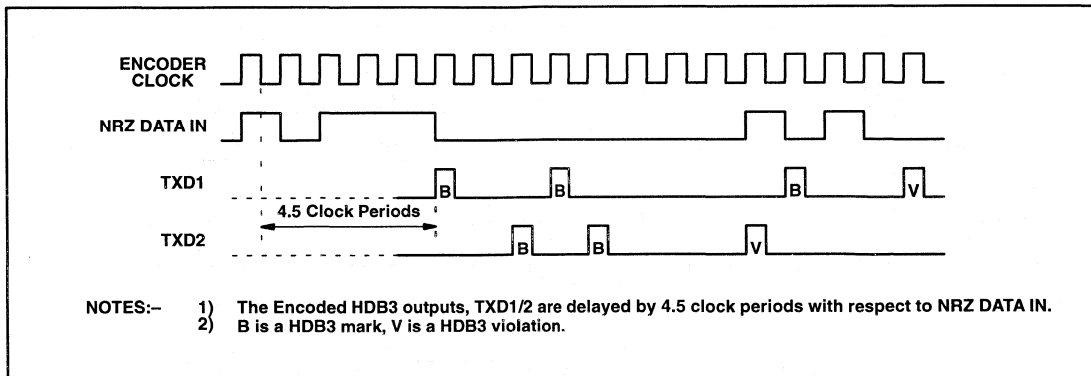 ENCODER
CLOCK
NRZ DATA IN
TXD1
B
B
B
V
4.5 Clock Periods
TXD2
B
B
V
NOTES:– 1) The Encoded HDB3 outputs, TXD1/2 are delayed by 4.5 clock periods with respect to NRZ DATA IN.
2) B is a HDB3 mark, V is a HDB3 violation.